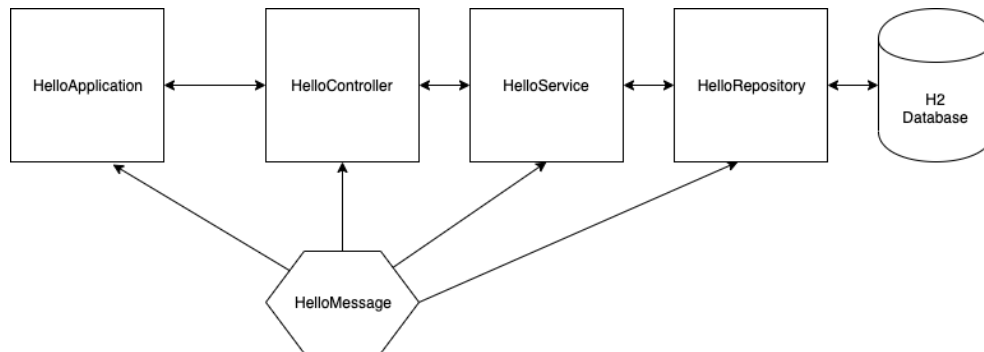 HelloApplication
HelloController
HelloService
HelloRepository
H2
Database
HelloMessage